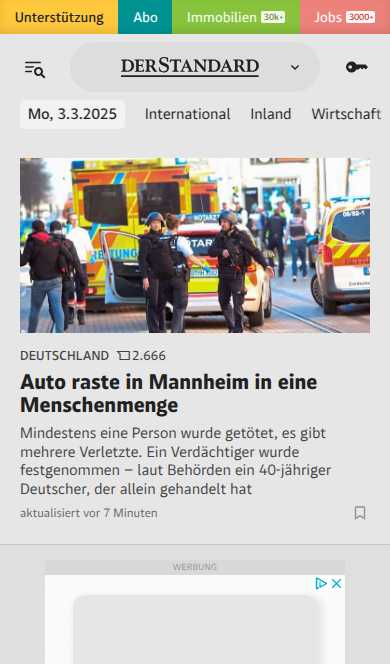 Unterstützung Abo Immobilien 30k+ Jobs 3000+
DERSTANDARD
Mo, 3.3.2025 International Inland Wirtschaft
NOTARZT
NOTAR
DEUTSCHLAND 2.666
Auto raste in Mannheim in eine
Menschenmenge
Mindestens eine Person wurde getötet, es gibt
mehrere Verletzte. Ein Verdächtiger wurde
festgenommen – laut Behörden ein 40-jähriger
Deutscher, der allein gehandelt hat
aktualisiert vor 7 Minuten
WERBUNG